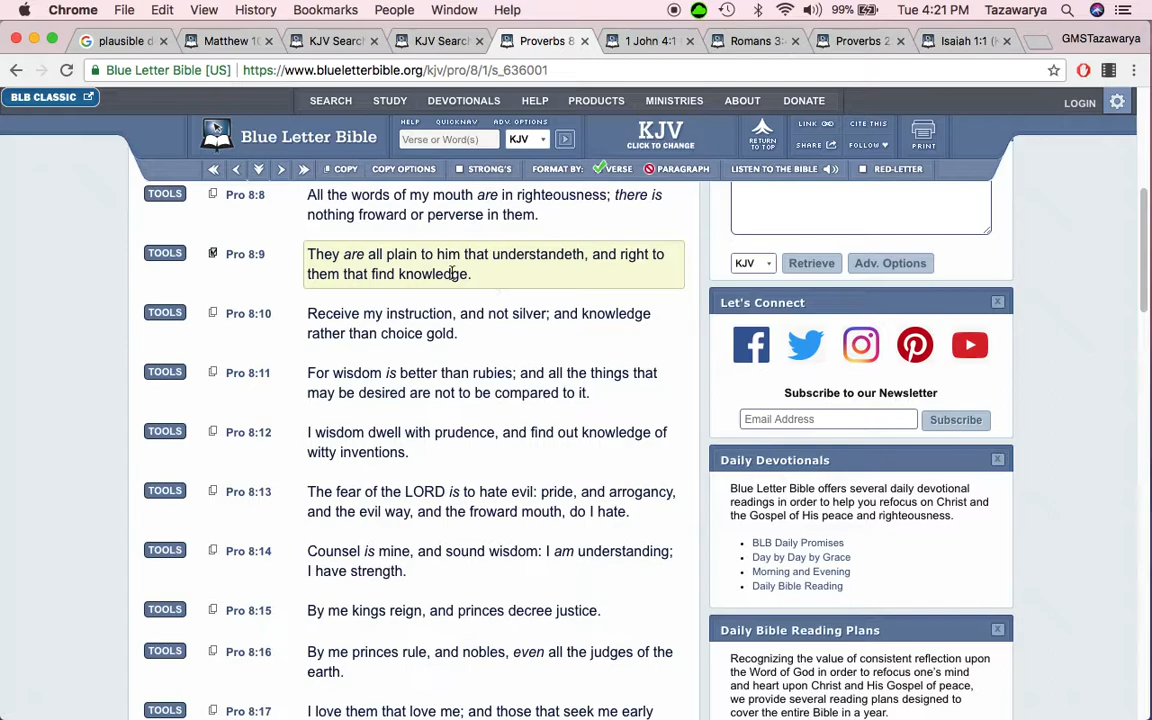 Chrome File Edit View History Bookmarks People Window Help 99% Tue 4:21 PM Tazawarya
plausible d Matthew 10 KJV Searc KJV Searc Proverbs 8 1 John 4:1 Romans 3: Proverbs 2 Isaiah 1:1 GMSTazawarya
Blue Letter Bible [US] https://www.blueletterbible.org/kjv/pro/8/1/s_636001
BLB CLASSIC SEARCH STUDY DEVOTIONALS HELP PRODUCTS MINISTRIES ABOUT DONATE LOGIN
Blue Letter Bible HELP QUICKNAV ADV. OPTIONS KJV LINK CITE THIS
Verse or Word(s) KJV CLICK TO CHANGE RETURN TO TOP SHARE FOLLOW PRINT
COPY COPY OPTIONS STRONG'S FORMAT BY: VERSE PARAGRAPH LISTEN TO THE BIBLE RED-LETTER
TOOLS Pro 8:8 All the words of my mouth are in righteousness; there is
nothing froward or perverse in them.
TOOLS Pro 8:9 They are all plain to him that understandeth, and right to
them that find knowledge.
TOOLS Pro 8:10 Receive my instruction, and not silver; and knowledge
rather than choice gold.
TOOLS Pro 8:11 For wisdom is better than rubies; and all the things that
may be desired are not to be compared to it.
TOOLS Pro 8:12 I wisdom dwell with prudence, and find out knowledge of
witty inventions.
TOOLS Pro 8:13 The fear of the LORD is to hate evil: pride, and arrogancy,
and the evil way, and the froward mouth, do I hate.
TOOLS Pro 8:14 Counsel is mine, and sound wisdom: I am understanding;
I have strength.
TOOLS Pro 8:15 By me kings reign, and princes decree justice.
TOOLS Pro 8:16 By me princes rule, and nobles, even all the judges of the
earth.
TOOLS Pro 8:17 I love them that love me; and those that seek me early
KJV Retrieve Adv. Options
Let's Connect
Subscribe to our Newsletter
Email Address Subscribe
Daily Devotionals
Blue Letter Bible offers several daily devotional
readings in order to help you refocus on Christ and
the Gospel of His peace and righteousness.
BLB Daily Promises
Day by Day by Grace
Morning and Evening
Daily Bible Reading
Daily Bible Reading Plans
Recognizing the value of consistent reflection upon
the Word of God in order to refocus one's mind
and heart upon Christ and His Gospel of peace,
we provide several reading plans designed to
cover the entire Bible in a year.